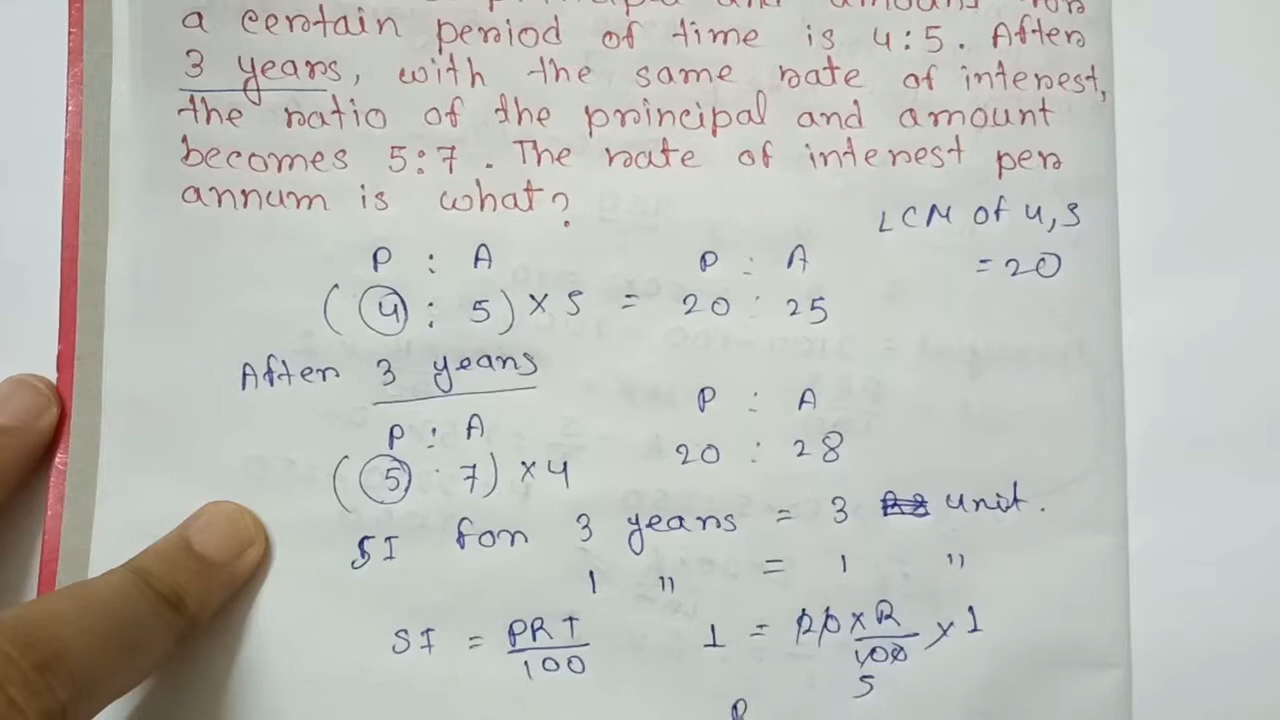 a certain period of time is 4:5. After
3 years, with the same rate of interest,
the ratio of the principal and amount
becomes 5:7. The rate of interest per
annum is what?
LCM of 4,5
= 20
P : A P : A
(4 : 5) × 5 = 20 : 25
After 3 years
P : A P : A
(5 : 7) × 4 20 : 28
SI for 3 years = 3 unit.
1 " = 1 "
SI = PRT/100 1 = 20×R/100 × 1
5
R